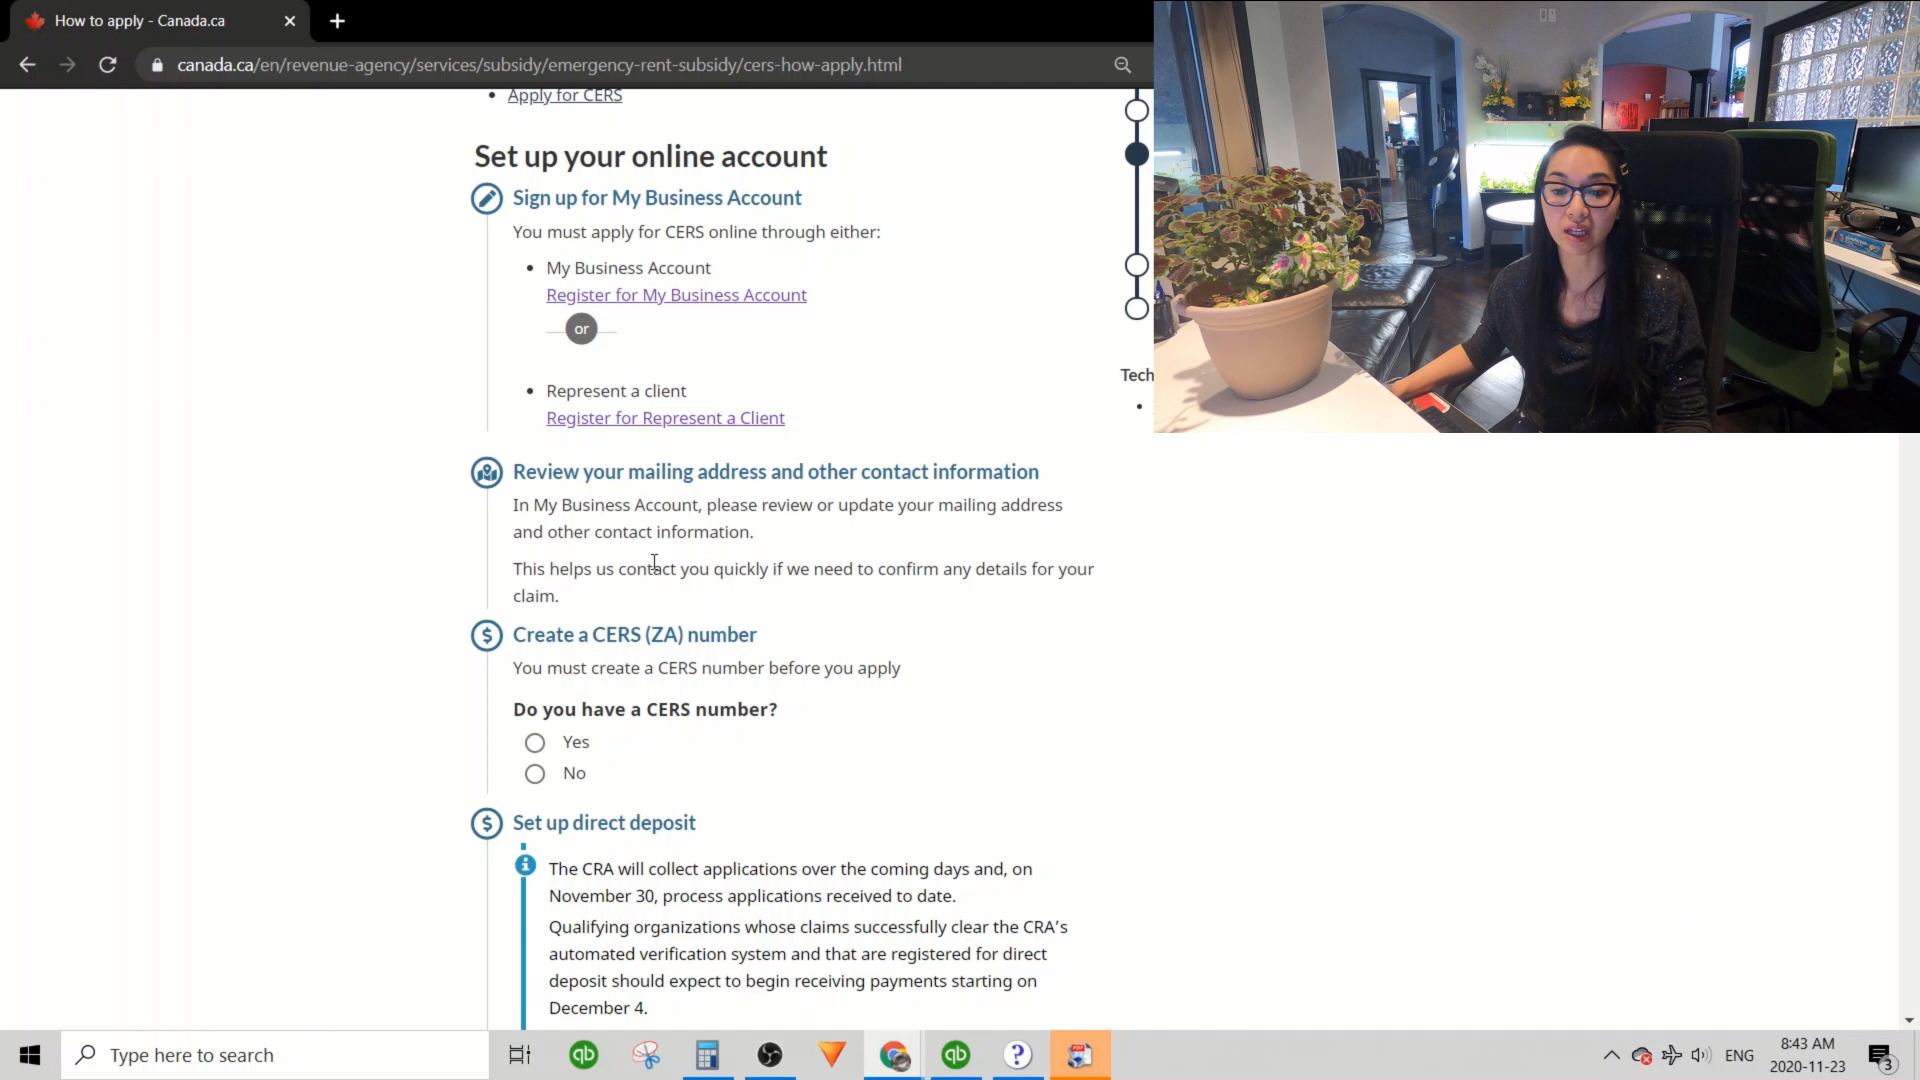 How to apply - Canada.ca
canada.ca/en/revenue-agency/services/subsidy/emergency-rent-subsidy/cers-how-apply.html
Apply for CERS
Set up your online account
Sign up for My Business Account
You must apply for CERS online through either:
My Business Account
Register for My Business Account
or
Represent a client
Register for Represent a Client
Tech
Review your mailing address and other contact information
In My Business Account, please review or update your mailing address
and other contact information.
This helps us contact you quickly if we need to confirm any details for your
claim.
Create a CERS (ZA) number
You must create a CERS number before you apply
Do you have a CERS number?
Yes
No
Set up direct deposit
The CRA will collect applications over the coming days and, on
November 30, process applications received to date.
Qualifying organizations whose claims successfully clear the CRA's
automated verification system and that are registered for direct
deposit should expect to begin receiving payments starting on
December 4.
Type here to search
qb
qb
ENG
8:43 AM
2020-11-23
3